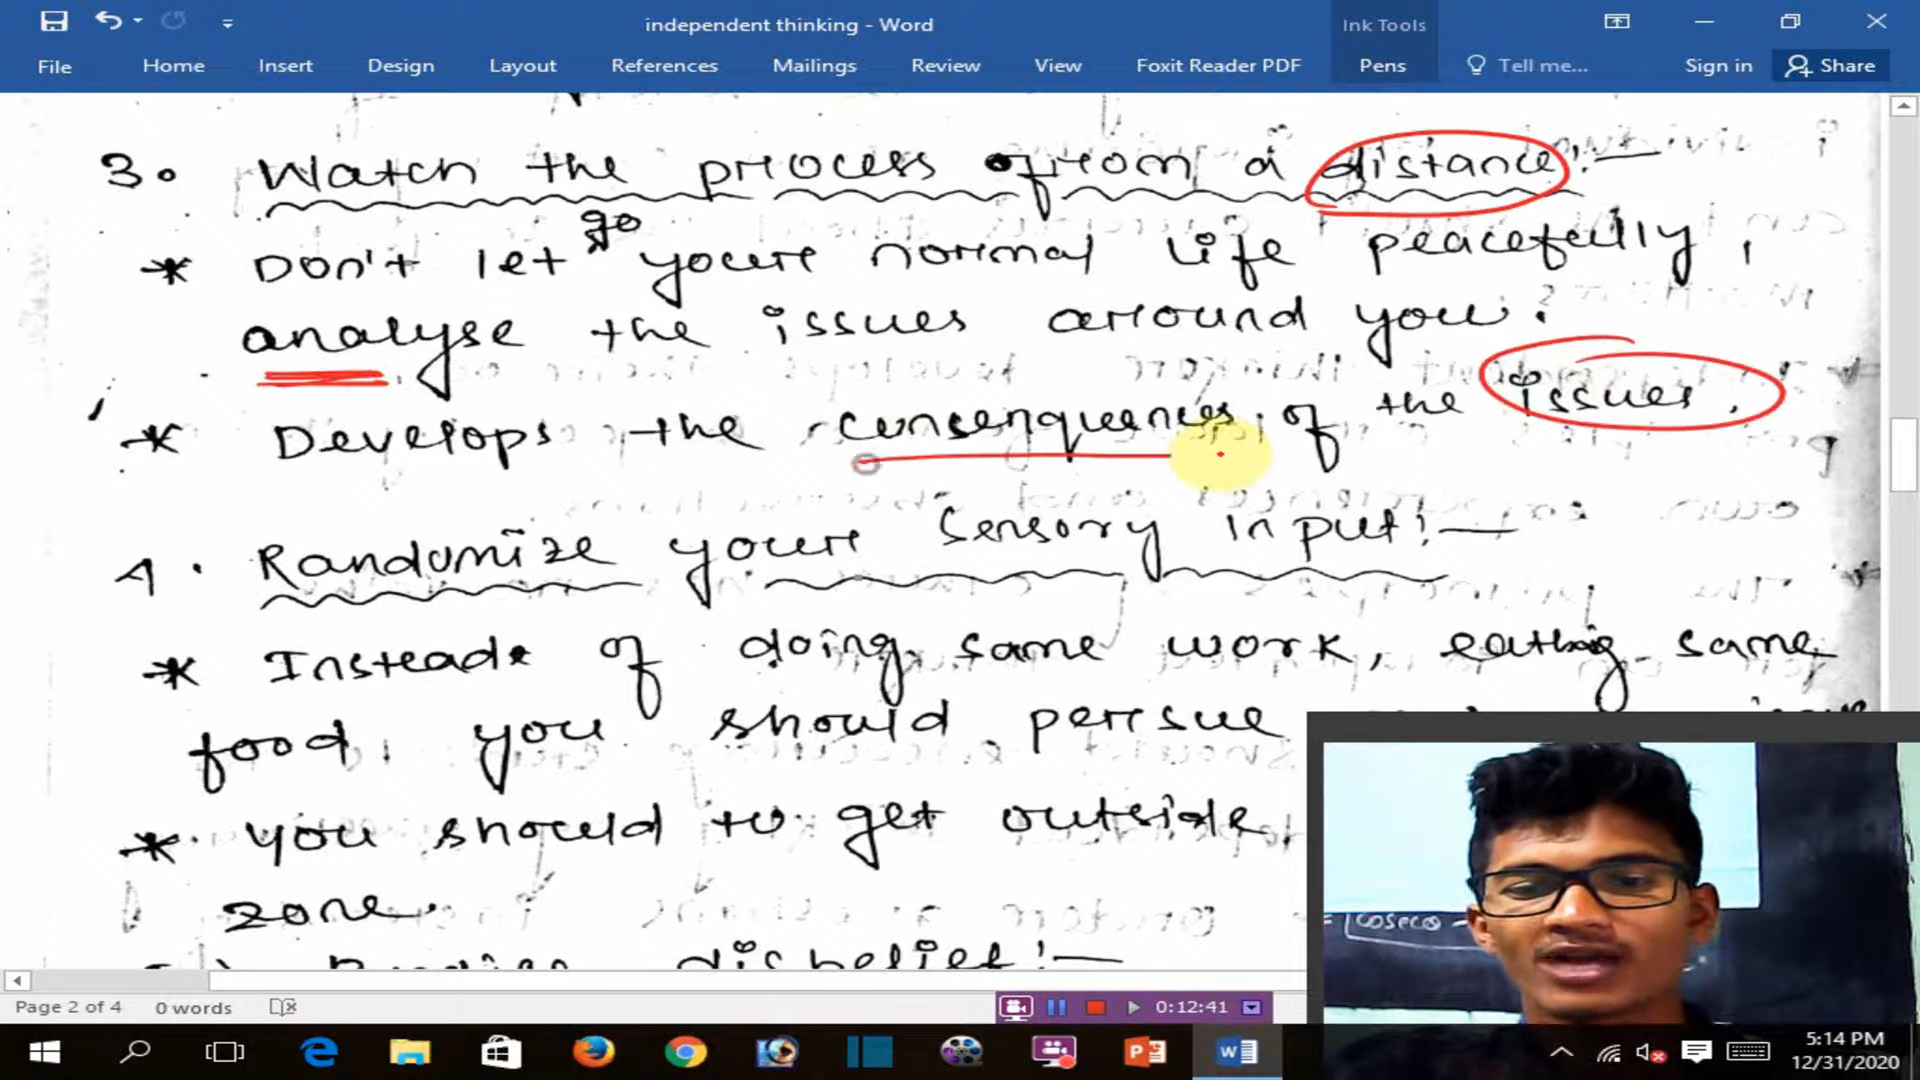 independent thinking - Word
Ink Tools
File Home Insert Design Layout References Mailings Review View Foxit Reader PDF Pens Tell me... Sign in Share
3. Watch the process from a distance:-
go
* Don't let youre normal life peacefully,
analyse the issues around you.
* Develops the consenquences of the issues.
4. Randomize youre sensory input:-
* Instead of doing same work, eating same
food, you should persue
* You should to get outside
zone.
disbelief:-
cosecθ
Page 2 of 4 0 words 0:12:41
5:14 PM
12/31/2020